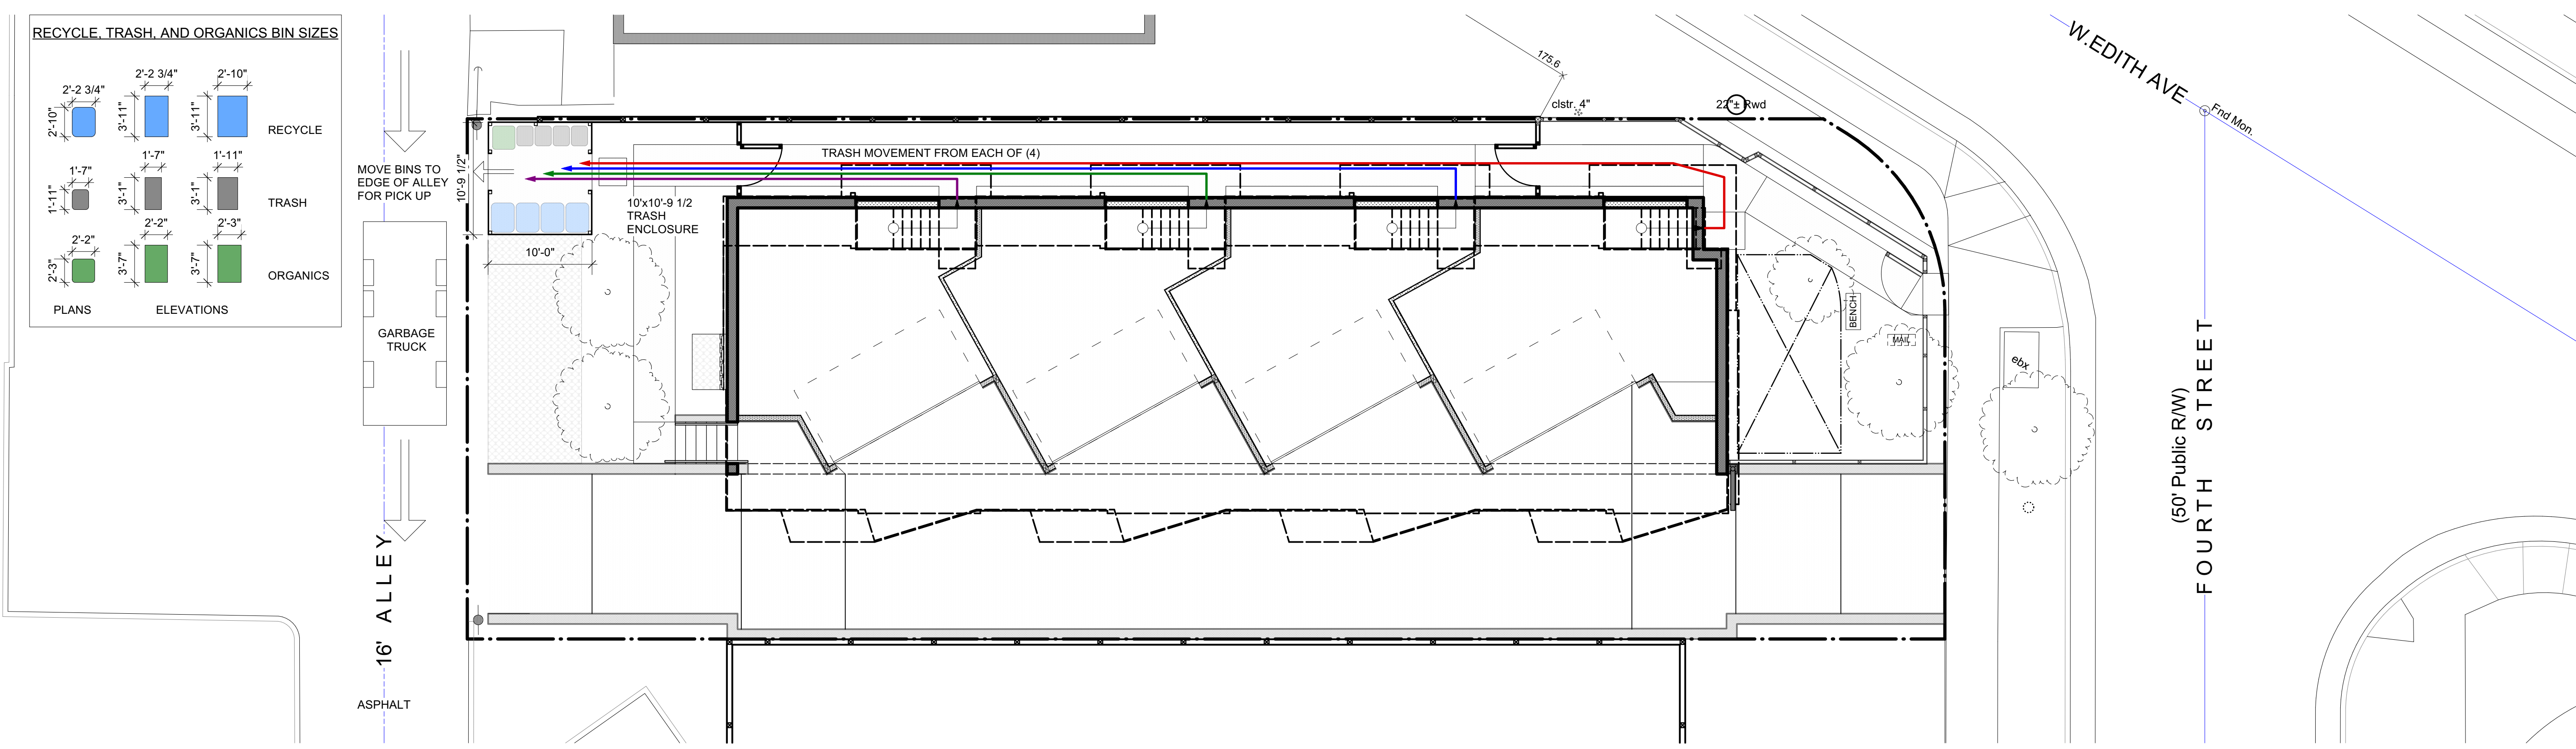 RECYCLE, TRASH, AND ORGANICS BIN SIZES
2'-2 3/4"
2'-10"
2'-2 3/4"
3'-11"
2'-10"
3'-11"
RECYCLE
1'-7"
1'-11"
1'-7"
3'-1"
1'-11"
3'-1"
TRASH
2'-2"
2'-3"
2'-2"
3'-7"
2'-3"
3'-7"
ORGANICS
PLANS
ELEVATIONS
MOVE BINS TO
EDGE OF ALLEY
FOR PICK UP
GARBAGE
TRUCK
16' ALLEY
ASPHALT
10'-9 1/2"
10'-0"
10'x10'-9 1/2
TRASH
ENCLOSURE
TRASH MOVEMENT FROM EACH OF (4)
175.6
clstr. 4"
22"± Rwd
BENCH
MAIL
ebx
W.EDITH AVE
Fnd Mon.
(50' Public R/W)
FOURTH STREET